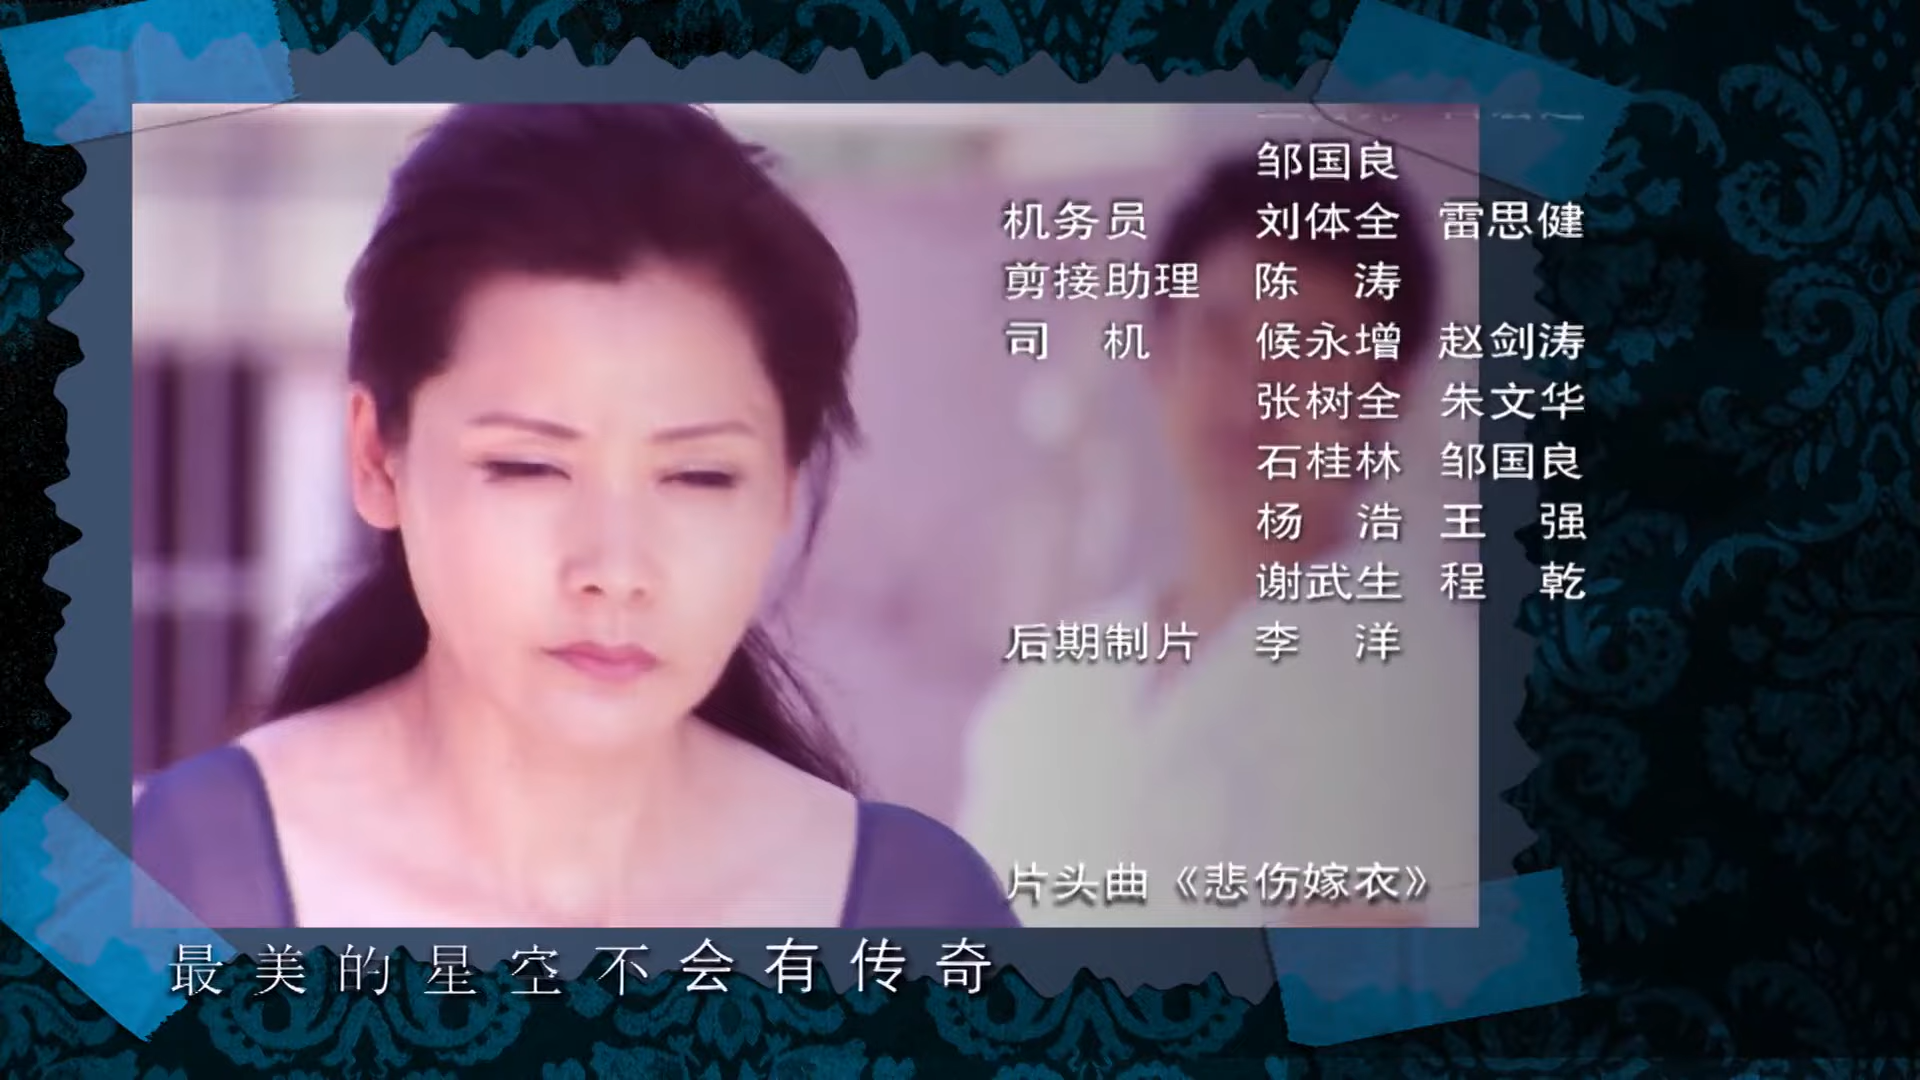 邹国良
机务员 刘体全 雷思健
剪接助理 陈 涛
司 机 候永增 赵剑涛
张树全 朱文华
石桂林 邹国良
杨 浩 王 强
谢武生 程 乾
后期制片 李 洋
片头曲《悲伤嫁衣》
最美的星空不会有传奇